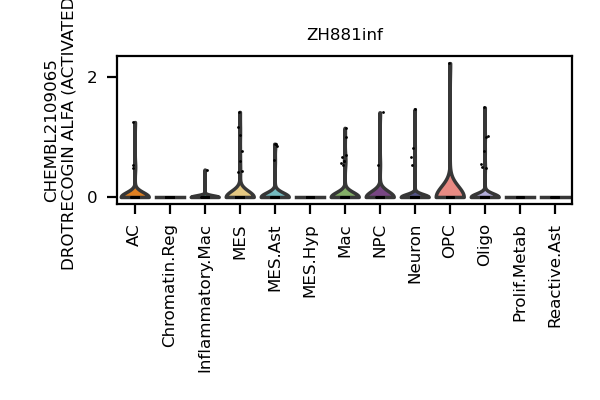 ZH881inf
CHEMBL2109065
DROTRECOGIN ALFA (ACTIVATED
2
0
AC
Chromatin.Reg
Inflammatory.Mac
MES
MES.Ast
MES.Hyp
Mac
NPC
Neuron
OPC
Oligo
Prolif.Metab
Reactive.Ast